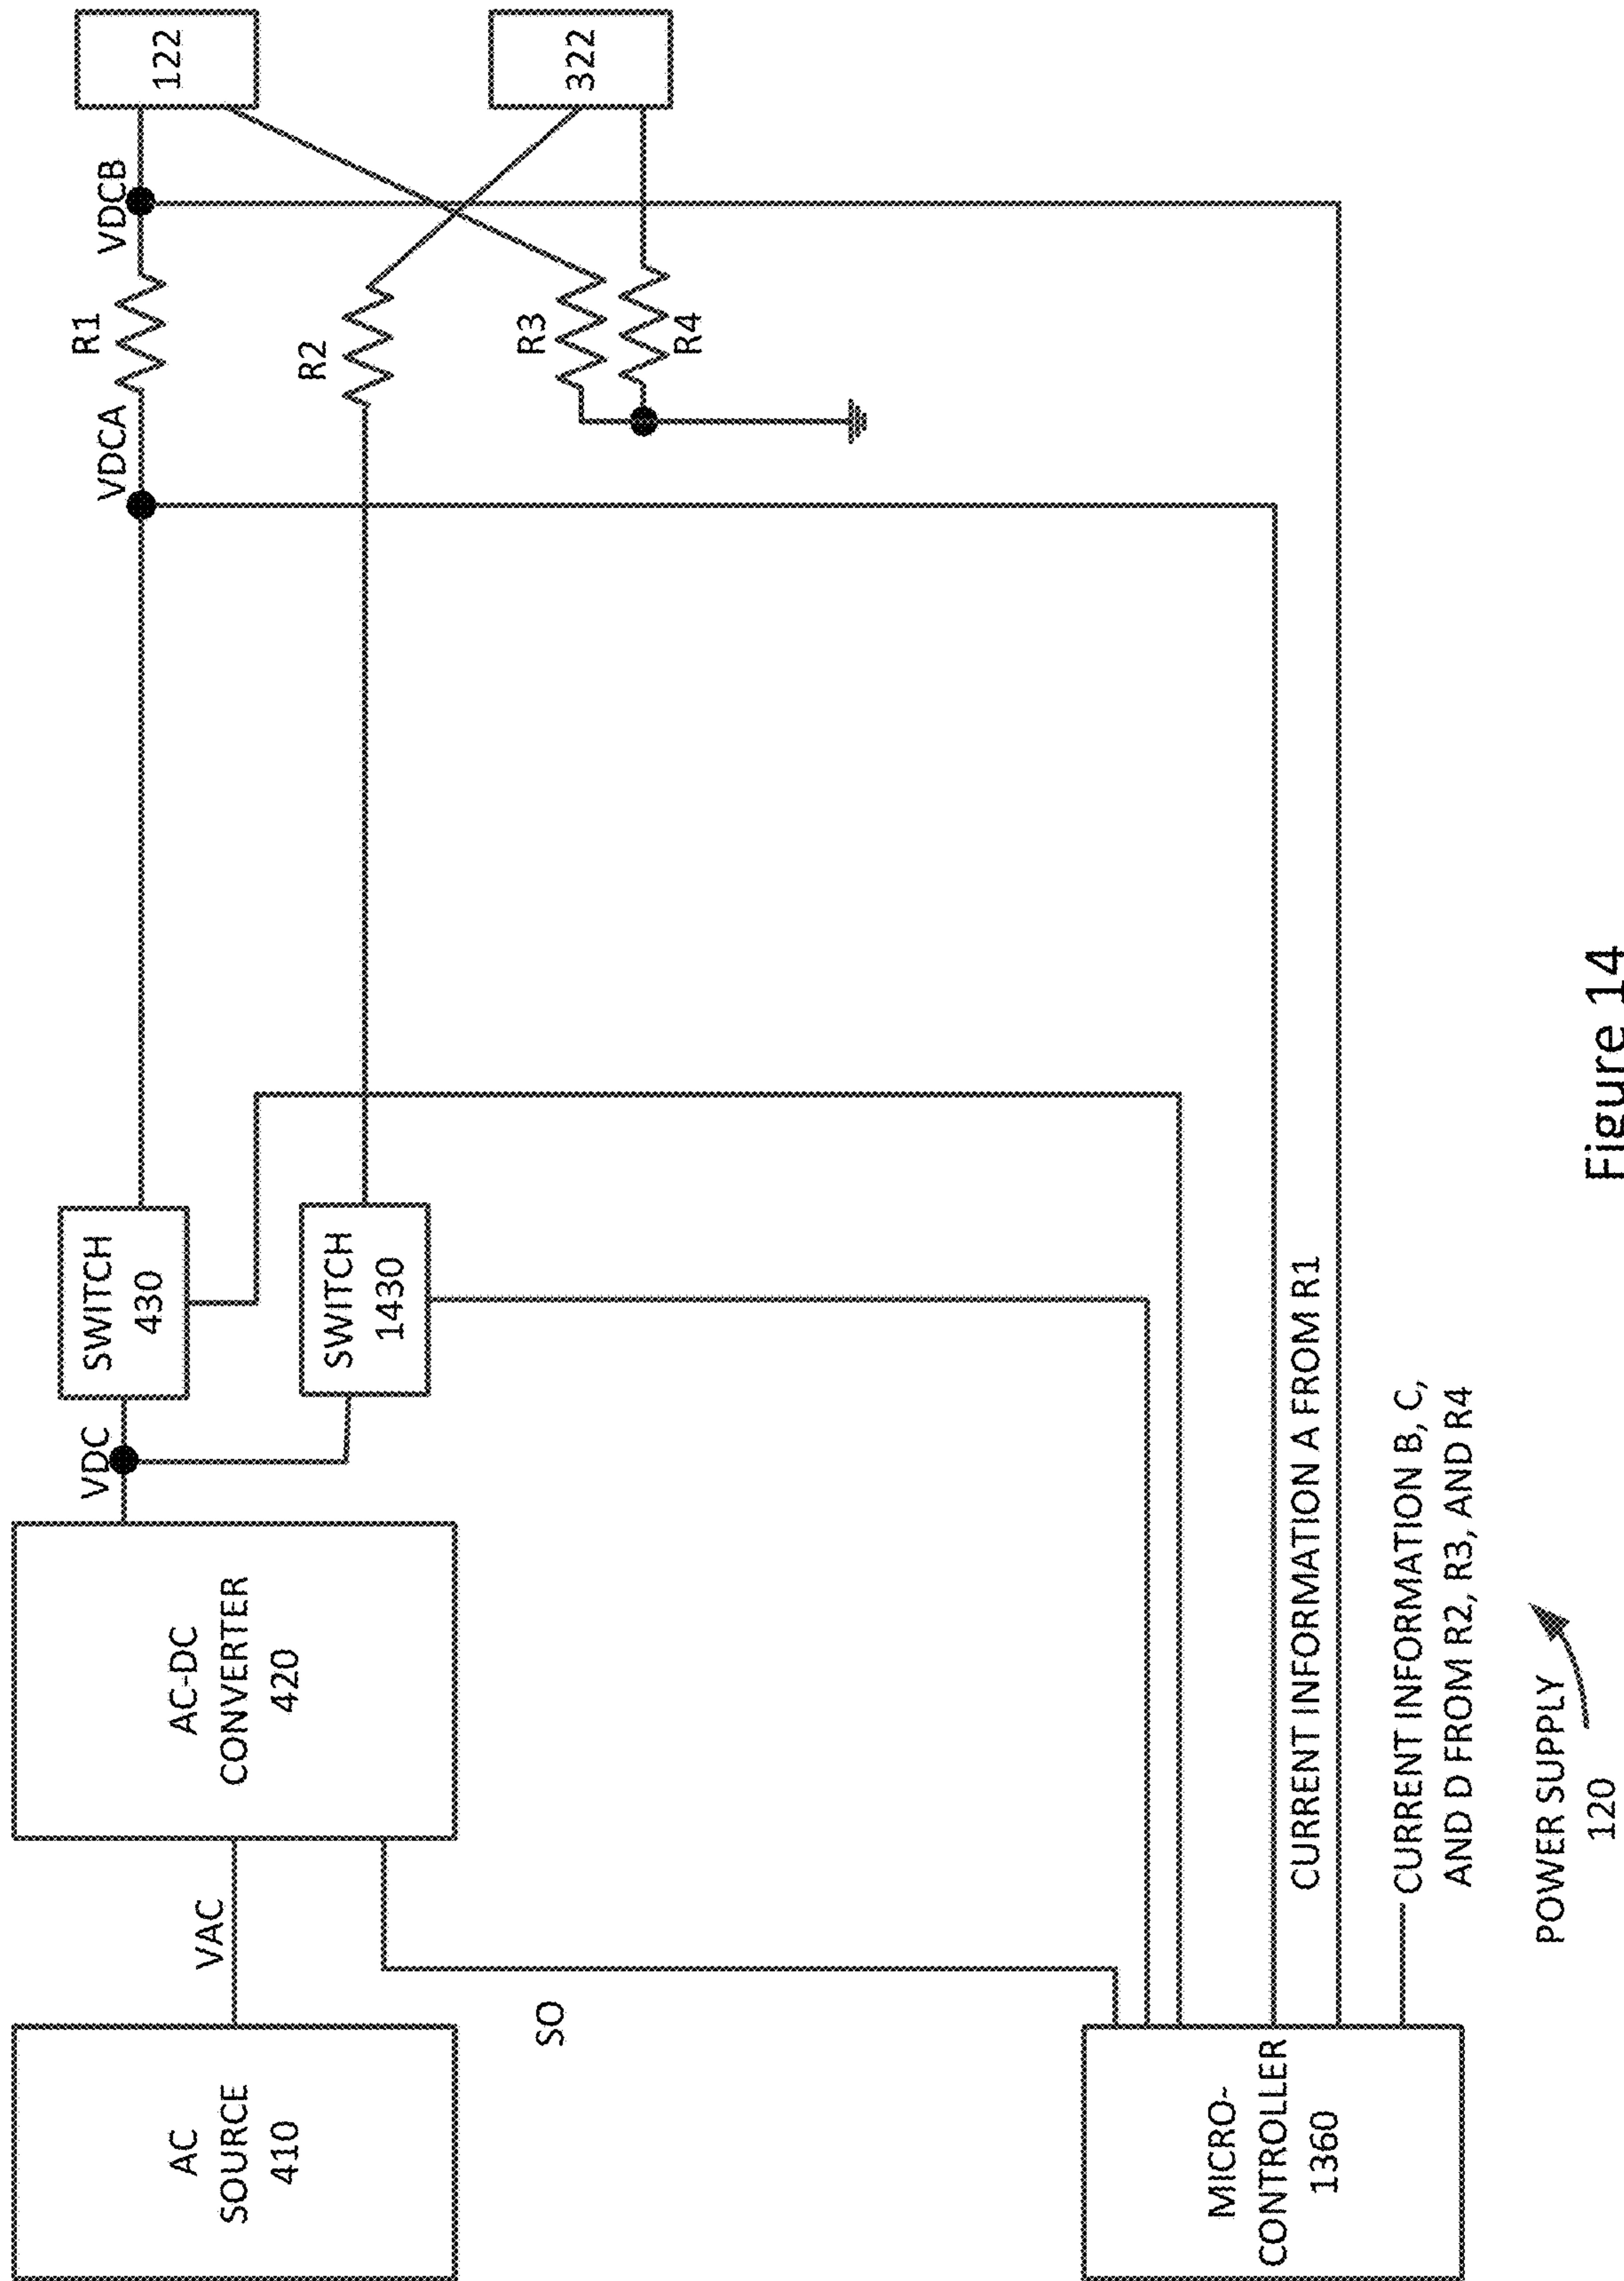 AC
SOURCE
410
VAC
AC-DC
CONVERTER
420
VDC
SWITCH
430
SWITCH
1430
VDCA
R1
VDCB
122
R2
322
R3
R4
SO
MICRO-
CONTROLLER
1360
CURRENT INFORMATION A FROM R1
CURRENT INFORMATION B, C,
AND D FROM R2, R3, AND R4
POWER SUPPLY
120
Figure 14